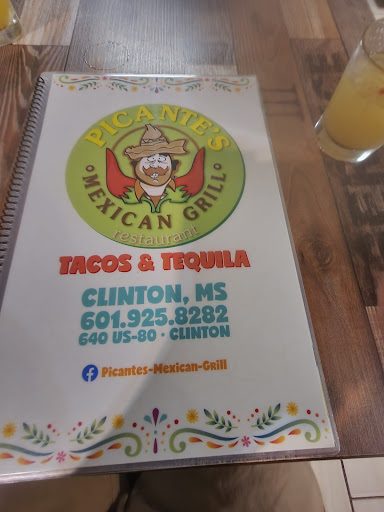 PICANTE'S
MEXICAN GRILL
restaurant
TACOS & TEQUILA
CLINTON, MS
601.925.8282
640 US-80 • CLINTON
Picantes-Mexican-Grill